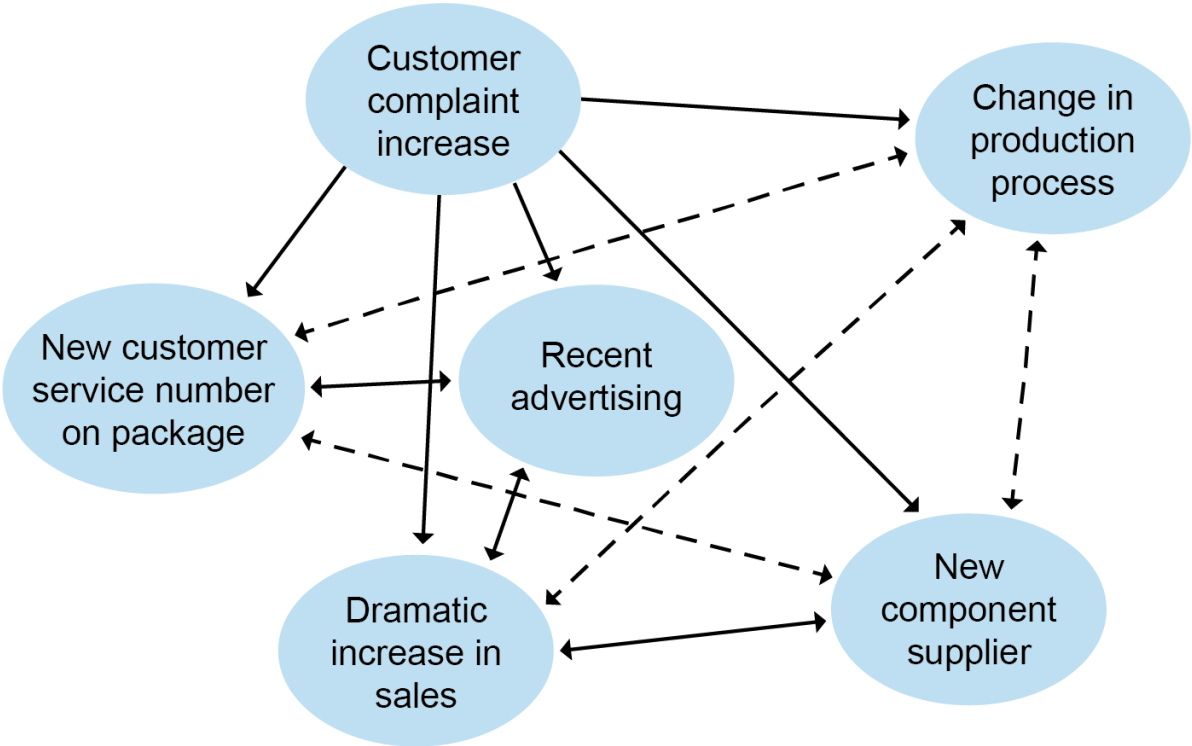 Customer
complaint
increase
Change in
production
process
New customer
service number
on package
Recent
advertising
Dramatic
increase in
sales
New
component
supplier